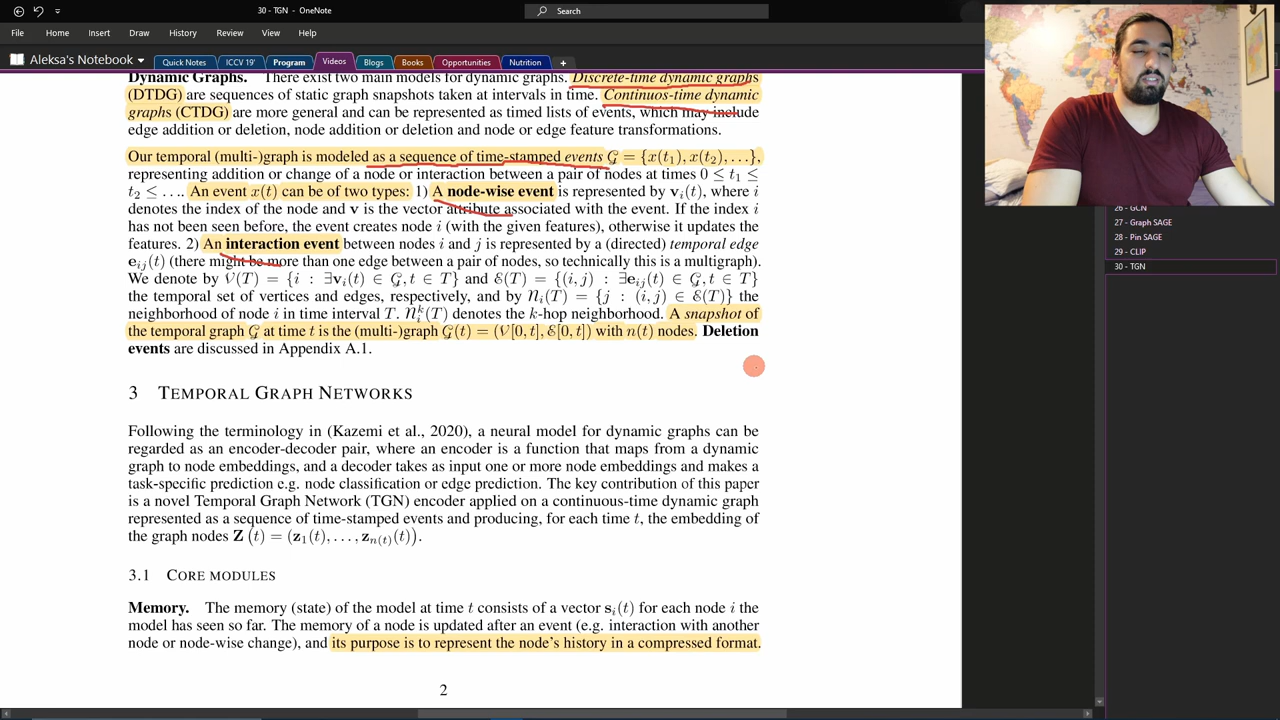 30 - TGN - OneNote
Search
File Home Insert Draw History Review View Help
Aleksa's Notebook Quick Notes ICCV 19' Program Videos Blogs Books Opportunities Nutrition +
Dynamic Graphs. There exist two main models for dynamic graphs. Discrete-time dynamic graphs
(DTDG) are sequences of static graph snapshots taken at intervals in time. Continuos-time dynamic
graphs (CTDG) are more general and can be represented as timed lists of events, which may include
edge addition or deletion, node addition or deletion and node or edge feature transformations.
Our temporal (multi-)graph is modeled as a sequence of time-stamped events 𝒢 = {x(t₁), x(t₂), …},
representing addition or change of a node or interaction between a pair of nodes at times 0 ≤ t₁ ≤
t₂ ≤ …. An event x(t) can be of two types: 1) A node-wise event is represented by vᵢ(t), where i
denotes the index of the node and v is the vector attribute associated with the event. If the index i
has not been seen before, the event creates node i (with the given features), otherwise it updates the
features. 2) An interaction event between nodes i and j is represented by a (directed) temporal edge
eᵢⱼ(t) (there might be more than one edge between a pair of nodes, so technically this is a multigraph).
We denote by 𝒱(T) = {i : ∃vᵢ(t) ∈ 𝒢, t ∈ T} and ℰ(T) = {(i, j) : ∃eᵢⱼ(t) ∈ 𝒢, t ∈ T}
the temporal set of vertices and edges, respectively, and by 𝒩ᵢ(T) = {j : (i, j) ∈ ℰ(T)} the
neighborhood of node i in time interval T. 𝒩ᵢᵏ(T) denotes the k-hop neighborhood. A snapshot of
the temporal graph 𝒢 at time t is the (multi-)graph 𝒢(t) = (𝒱[0, t], ℰ[0, t]) with n(t) nodes. Deletion
events are discussed in Appendix A.1.
3 TEMPORAL GRAPH NETWORKS
Following the terminology in (Kazemi et al., 2020), a neural model for dynamic graphs can be
regarded as an encoder-decoder pair, where an encoder is a function that maps from a dynamic
graph to node embeddings, and a decoder takes as input one or more node embeddings and makes a
task-specific prediction e.g. node classification or edge prediction. The key contribution of this paper
is a novel Temporal Graph Network (TGN) encoder applied on a continuous-time dynamic graph
represented as a sequence of time-stamped events and producing, for each time t, the embedding of
the graph nodes Z (t) = (z₁(t), …, zₙ₍ₜ₎(t)).
3.1 CORE MODULES
Memory. The memory (state) of the model at time t consists of a vector sᵢ(t) for each node i the
model has seen so far. The memory of a node is updated after an event (e.g. interaction with another
node or node-wise change), and its purpose is to represent the node's history in a compressed format.
2
26 - GCN
27 - Graph SAGE
28 - Pin SAGE
29 - CLIP
30 - TGN